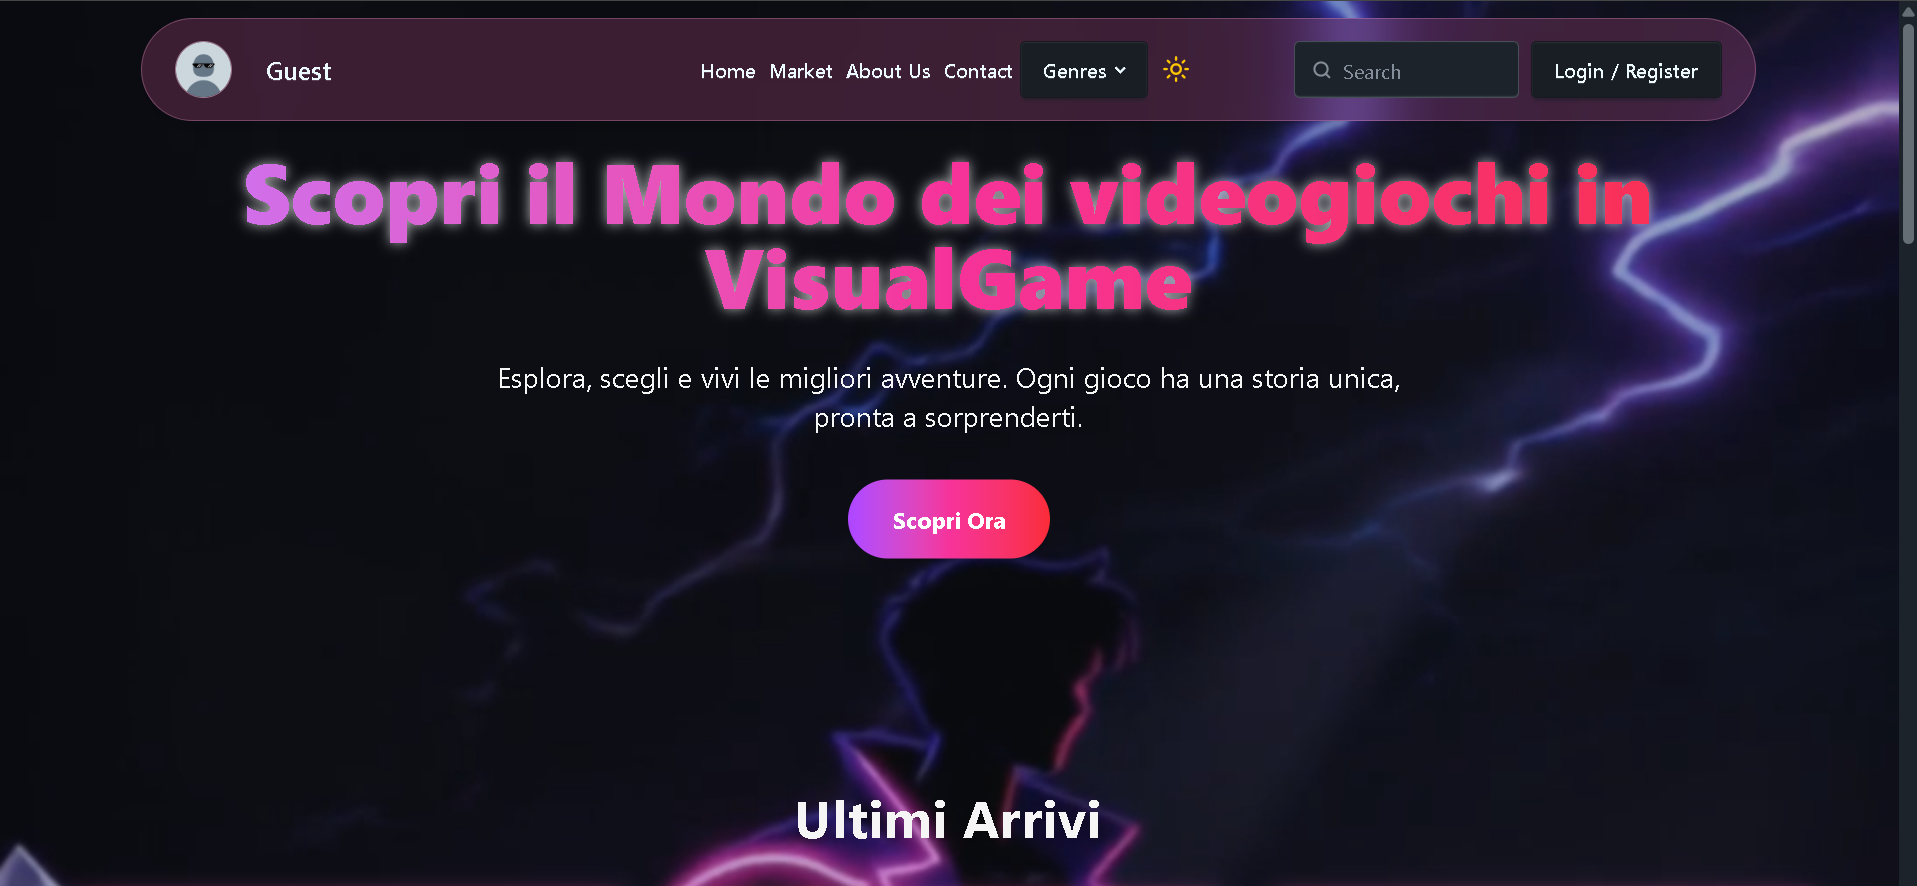 Guest
Home Market About Us Contact Genres
Search
Login / Register
Scopri il Mondo dei videogiochi in
VisualGame
Esplora, scegli e vivi le migliori avventure. Ogni gioco ha una storia unica,
pronta a sorprenderti.
Scopri Ora
Ultimi Arrivi